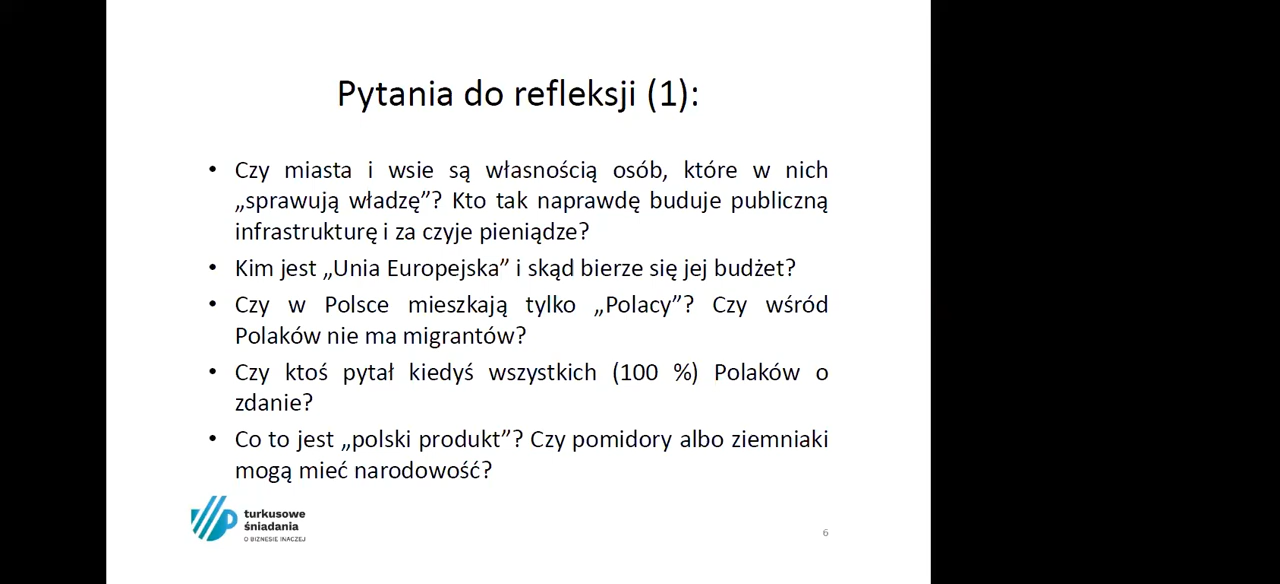 Pytania do refleksji (1):
• Czy miasta i wsie są własnością osób, które w nich
„sprawują władzę”? Kto tak naprawdę buduje publiczną
infrastrukturę i za czyje pieniądze?
• Kim jest „Unia Europejska” i skąd bierze się jej budżet?
• Czy w Polsce mieszkają tylko „Polacy”? Czy wśród
Polaków nie ma migrantów?
• Czy ktoś pytał kiedyś wszystkich (100 %) Polaków o
zdanie?
• Co to jest „polski produkt”? Czy pomidory albo ziemniaki
mogą mieć narodowość?
turkusowe
śniadania
O BIZNESIE INACZEJ
6